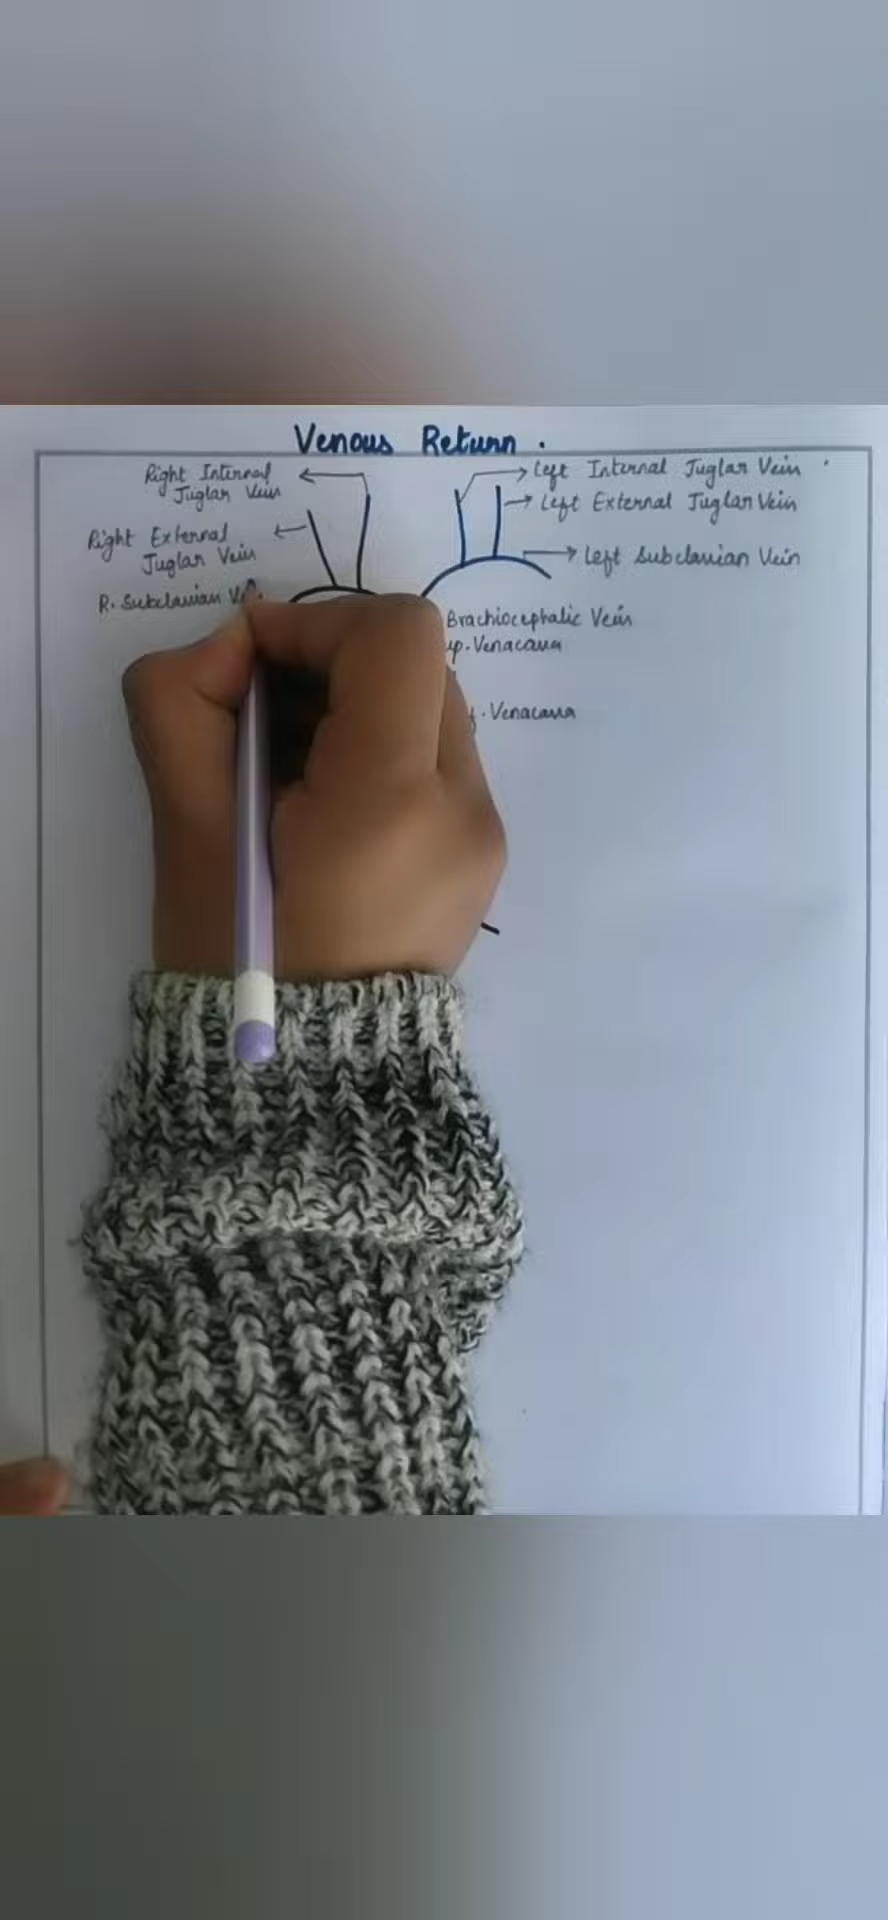 Venous Return.
Right Internal
Juglar Vein
Left Internal Juglar Vein
Left External Juglar Vein
Right External
Juglar Vein
Left Subclavian Vein
R. Subclavian
Brachiocephalic Vein
up. Venacava
f. Venacava